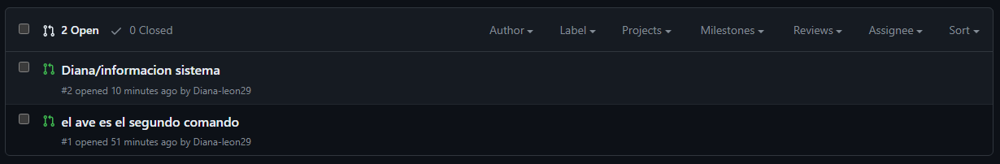 2 Open 0 Closed Author Label Projects Milestones Reviews Assignee Sort
Diana/informacion sistema
#2 opened 10 minutes ago by Diana-leon29
el ave es el segundo comando
#1 opened 51 minutes ago by Diana-leon29